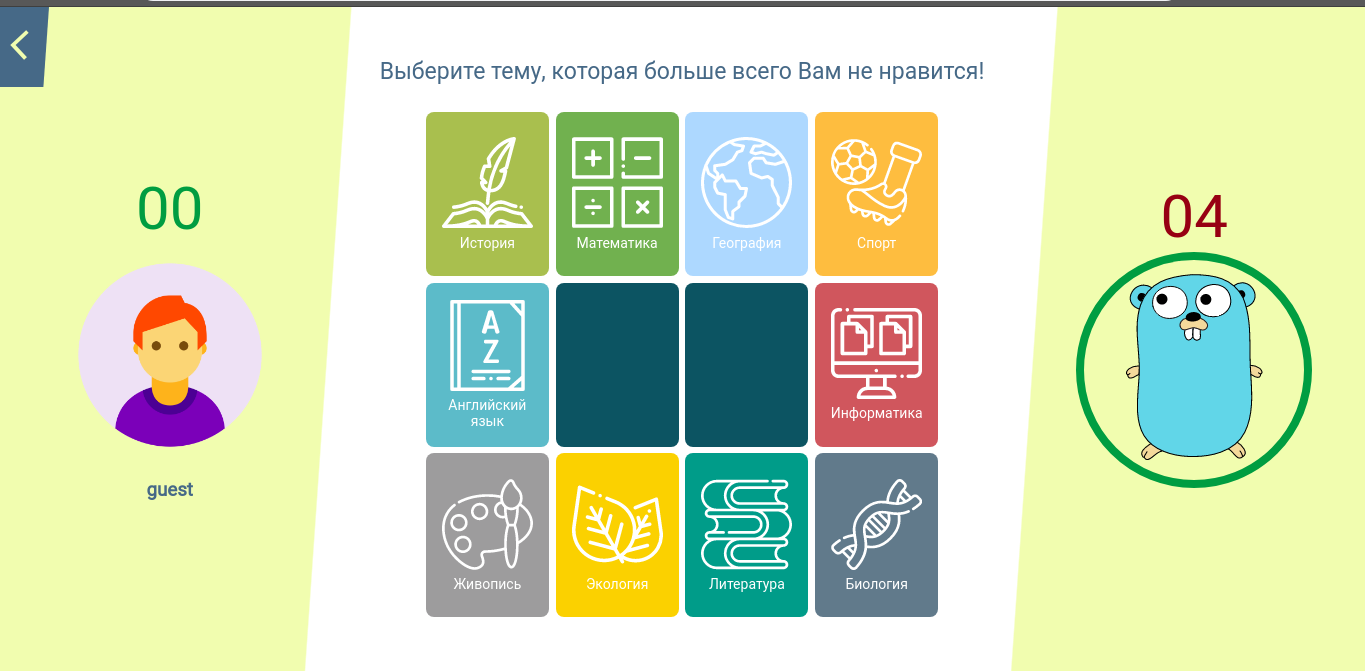 Выберите тему, которая больше всего Вам не нравится!
00
04
История
Математика
География
Спорт
A
Z
Английский
язык
Информатика
Живопись
Экология
Литература
Биология
guest